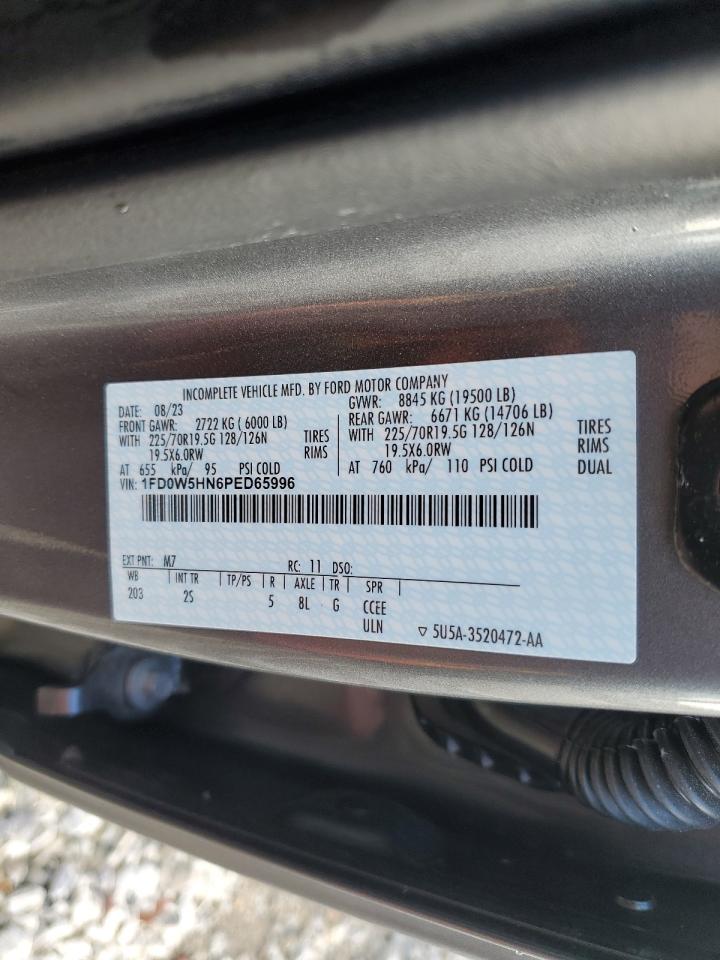 INCOMPLETE VEHICLE MFD. BY FORD MOTOR COMPANY
DATE: 08/23 GVWR: 8845 KG (19500 LB)
FRONT GAWR: 2722 KG ( 6000 LB) REAR GAWR: 6671 KG (14706 LB)
WITH 225/70R19.5G 128/126N TIRES WITH 225/70R19.5G 128/126N TIRES
19.5X6.0RW RIMS 19.5X6.0RW RIMS
AT 655 kPa/ 95 PSI COLD AT 760 kPa/ 110 PSI COLD DUAL
VIN: 1FD0W5HN6PED65996
EXT PNT: M7 RC: 11 DSO:
WB INT TR TP/PS R AXLE TR SPR
203 2S 5 8L G CCEE
ULN ▽ 5U5A-3520472-AA